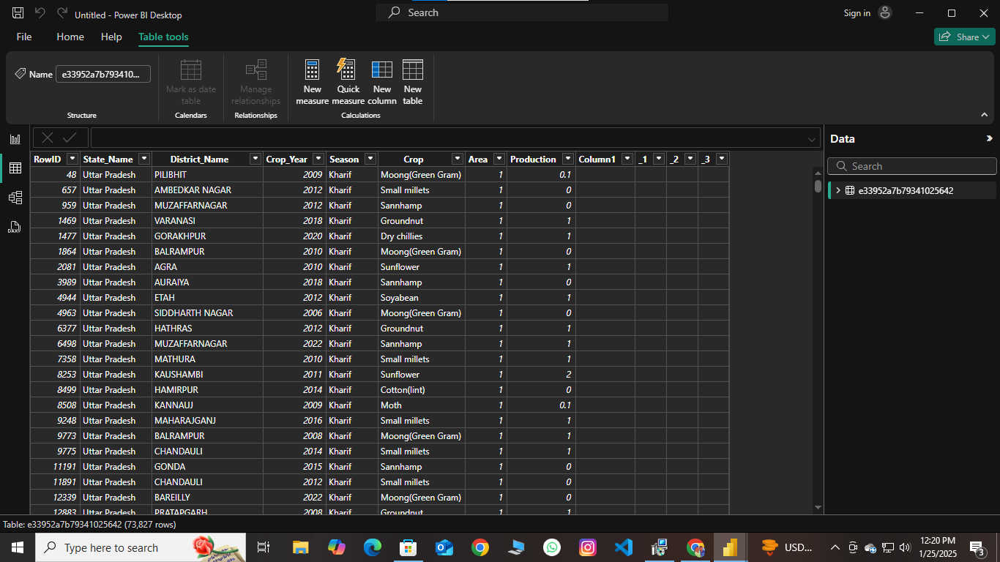 Untitled - Power BI Desktop
Search
Sign in
File Home Help Table tools
Share
Name e33952a7b793410...
Mark as date table
Manage relationships
New measure
Quick measure
New column
New table
Structure
Calendars
Relationships
Calculations
RowID State_Name District_Name Crop_Year Season Crop Area Production Column1 _1 _2 _3
48 Uttar Pradesh PILIBHIT 2009 Kharif Moong(Green Gram) 1 0.1
657 Uttar Pradesh AMBEDKAR NAGAR 2012 Kharif Small millets 1 0
959 Uttar Pradesh MUZAFFARNAGAR 2012 Kharif Sannhamp 1 0
1469 Uttar Pradesh VARANASI 2018 Kharif Groundnut 1 1
1477 Uttar Pradesh GORAKHPUR 2020 Kharif Dry chillies 1 1
1864 Uttar Pradesh BALRAMPUR 2010 Kharif Moong(Green Gram) 1 0
2081 Uttar Pradesh AGRA 2010 Kharif Sunflower 1 1
3989 Uttar Pradesh AURAIYA 2018 Kharif Sannhamp 1 0
4944 Uttar Pradesh ETAH 2012 Kharif Soyabean 1 1
4963 Uttar Pradesh SIDDHARTH NAGAR 2006 Kharif Moong(Green Gram) 1 0
6377 Uttar Pradesh HATHRAS 2012 Kharif Groundnut 1 1
6498 Uttar Pradesh MUZAFFARNAGAR 2022 Kharif Sannhamp 1 1
7358 Uttar Pradesh MATHURA 2010 Kharif Small millets 1 1
8253 Uttar Pradesh KAUSHAMBI 2011 Kharif Sunflower 1 2
8499 Uttar Pradesh HAMIRPUR 2014 Kharif Cotton(lint) 1 0
8508 Uttar Pradesh KANNAUJ 2009 Kharif Moth 1 0.1
9248 Uttar Pradesh MAHARAJGANJ 2016 Kharif Small millets 1 1
9773 Uttar Pradesh BALRAMPUR 2008 Kharif Moong(Green Gram) 1 1
9775 Uttar Pradesh CHANDAULI 2014 Kharif Small millets 1 1
11191 Uttar Pradesh GONDA 2015 Kharif Sannhamp 1 0
11891 Uttar Pradesh CHANDAULI 2012 Kharif Small millets 1 0
12339 Uttar Pradesh BAREILLY 2022 Kharif Moong(Green Gram) 1 0
12883 Uttar Pradesh PRATAPGARH 2008 Kharif Groundnut 1 1
Data
Search
e33952a7b79341025642
DAX
Table: e33952a7b79341025642 (73,827 rows)
Type here to search
USD...
12:20 PM
1/25/2025
3